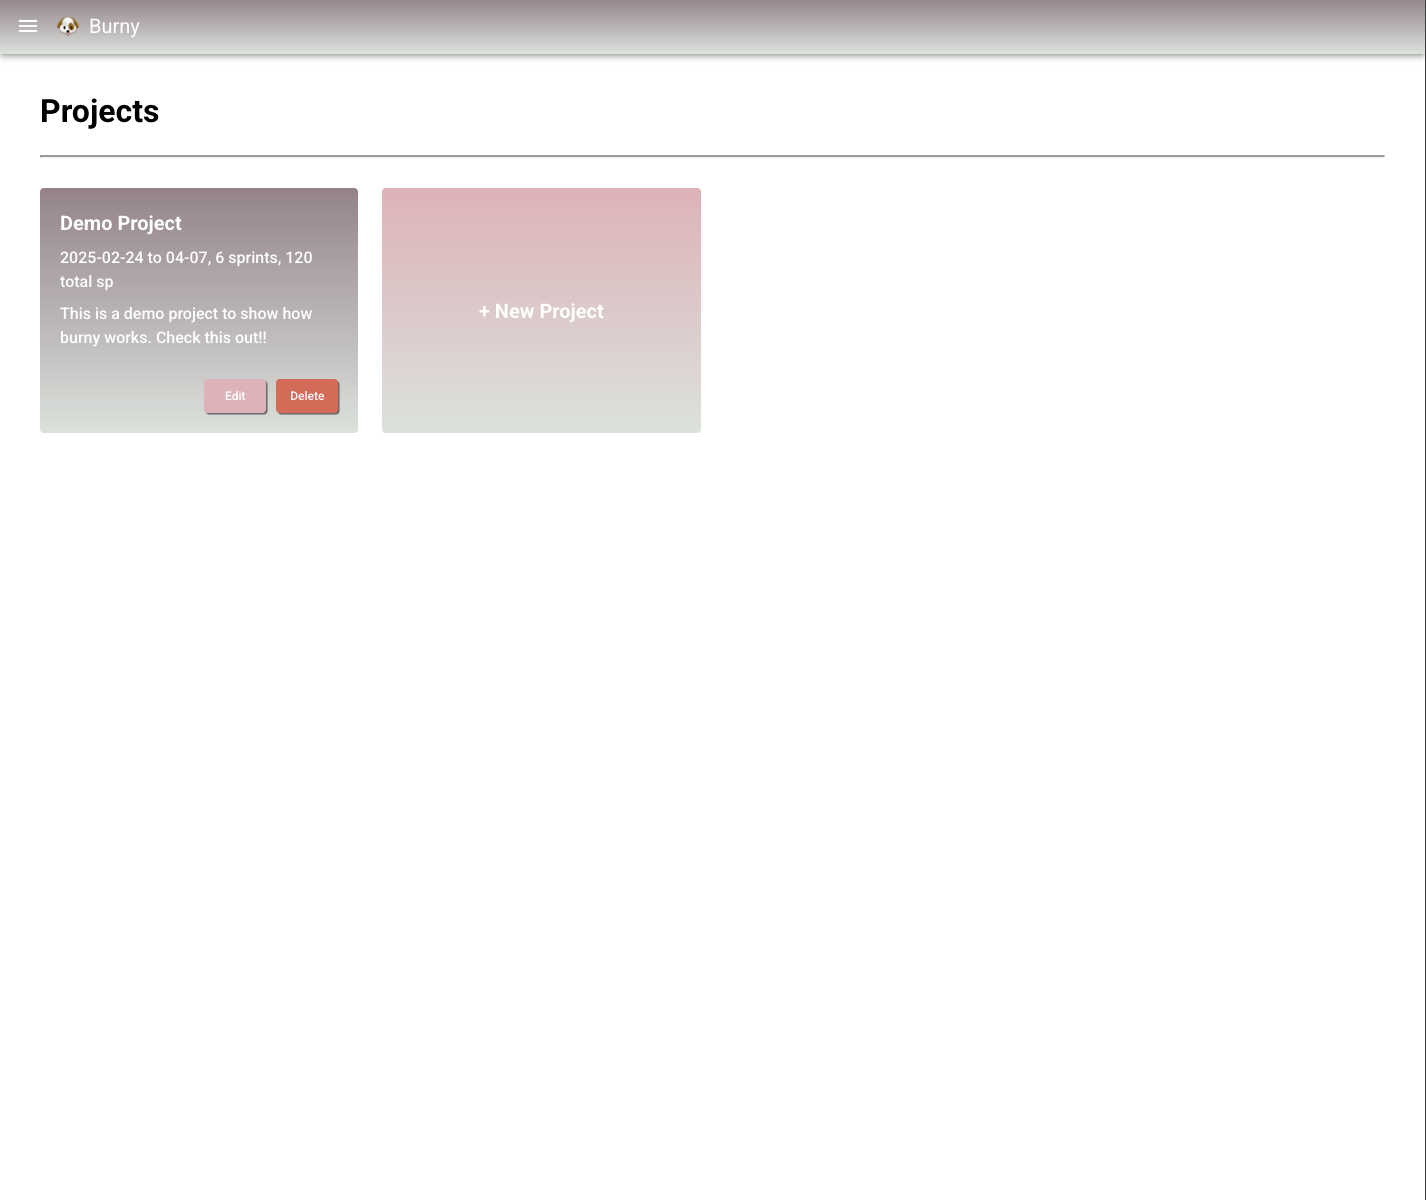 Burny
Projects
Demo Project
2025-02-24 to 04-07, 6 sprints, 120
total sp
This is a demo project to show how
burny works. Check this out!!
Edit
Delete
+ New Project